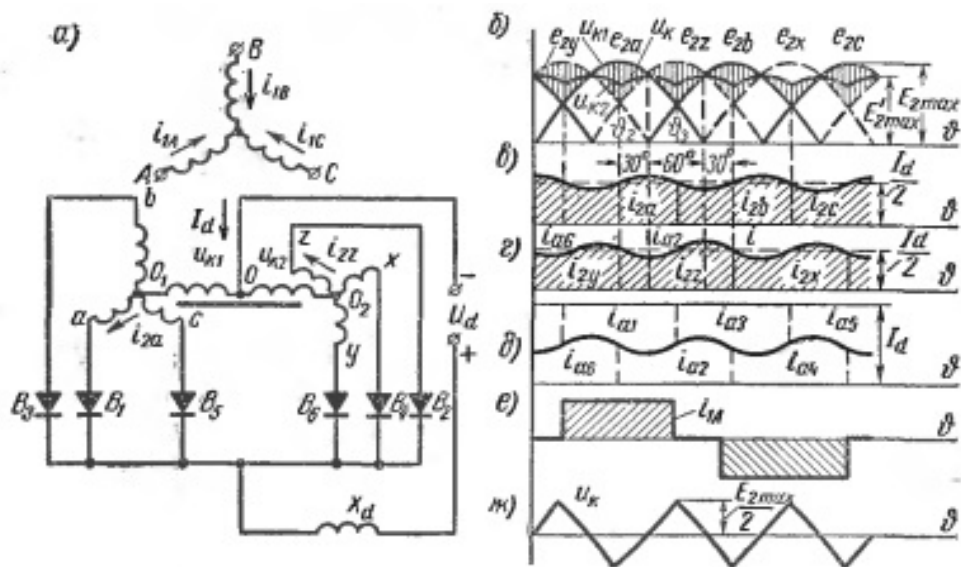 а)
B
i1B
i1A
i1C
A
C
b
Id
uк1
O
uк2
z
i2z
x
O1
O2
a
c
i2a
y
Ud
−
+
B3
B1
B5
B6
B4
B2
xd
б)
e2y
uк1
e2a
uк
e2z
e2b
e2x
e2c
uк2
ϑ2
ϑ3
E'2max
E2max
ϑ
в)
30°
60°
30°
Id/2
i2a
i2b
i2c
ϑ
г)
ia6
ia2
i
Id/2
i2y
i2z
i2x
ϑ
д)
ia1
ia3
ia5
Id
ia6
ia2
ia4
ϑ
е)
i1A
ϑ
ж)
uк
E2max/2
ϑ